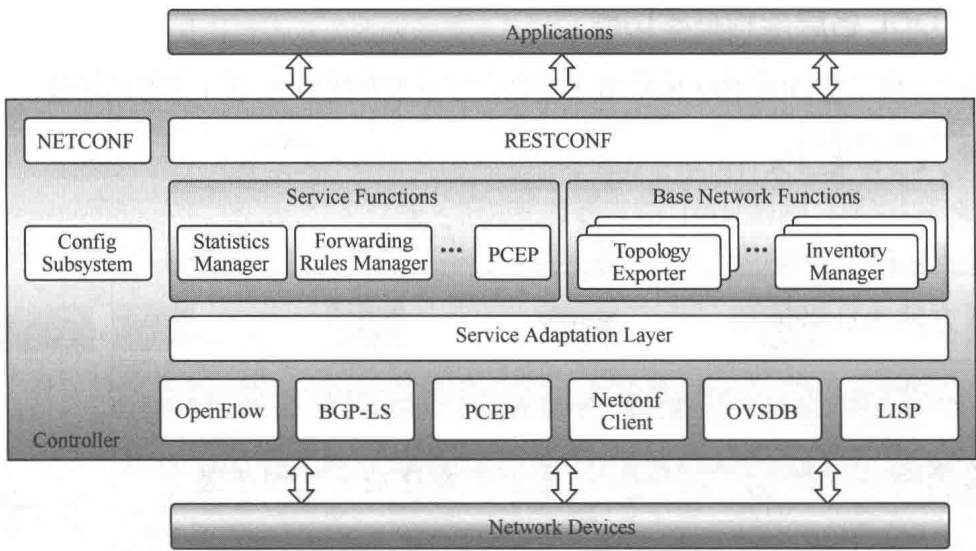 Applications
NETCONF
RESTCONF
Service Functions
Base Network Functions
Config
Subsystem
Statistics
Manager
Forwarding
Rules Manager
...
PCEP
Topology
Exporter
...
Inventory
Manager
Service Adaptation Layer
OpenFlow
BGP-LS
PCEP
Netconf
Client
OVSDB
LISP
Controller
Network Devices